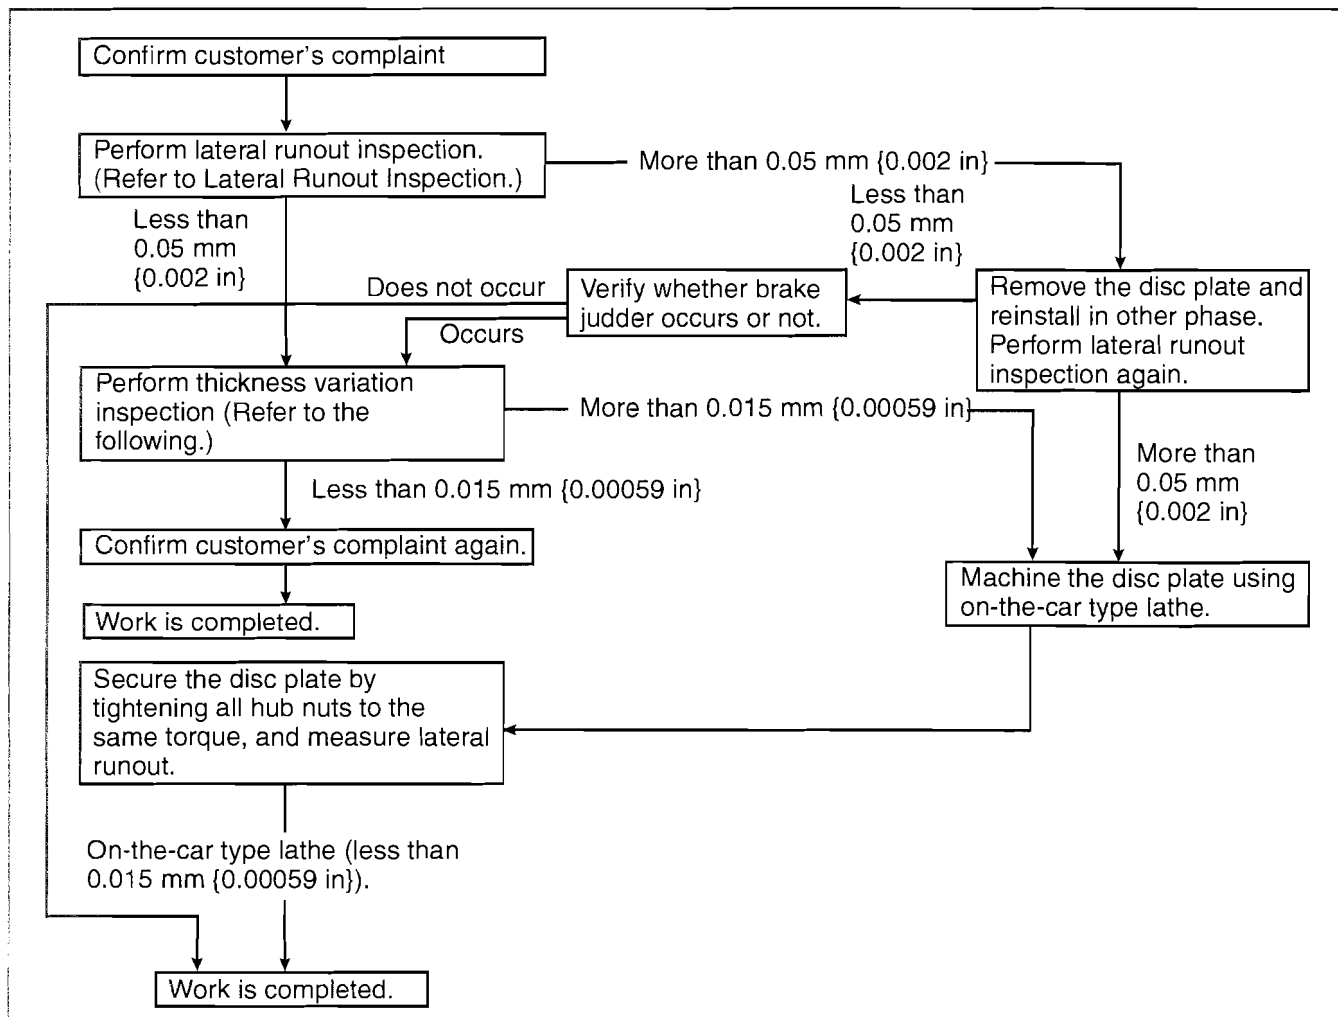 Confirm customer's complaint
Perform lateral runout inspection.
(Refer to Lateral Runout Inspection.)
More than 0.05 mm {0.002 in}
Less than
0.05 mm
{0.002 in}
Less than
0.05 mm
{0.002 in}
Does not occur
Verify whether brake
judder occurs or not.
Occurs
Remove the disc plate and
reinstall in other phase.
Perform lateral runout
inspection again.
Perform thickness variation
inspection (Refer to the
following.)
More than 0.015 mm {0.00059 in}
More than
0.05 mm
{0.002 in}
Less than 0.015 mm {0.00059 in}
Confirm customer's complaint again.
Machine the disc plate using
on-the-car type lathe.
Work is completed.
Secure the disc plate by
tightening all hub nuts to the
same torque, and measure lateral
runout.
On-the-car type lathe (less than
0.015 mm {0.00059 in}).
Work is completed.